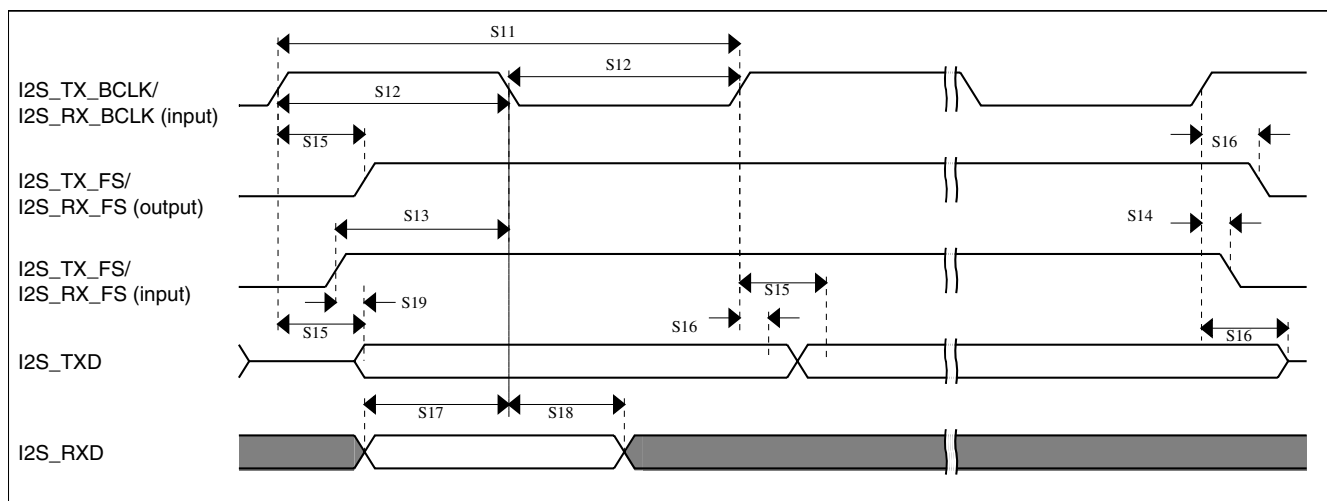 S11
I2S_TX_BCLK/
I2S_RX_BCLK (input)
S12
S12
S15
S16
I2S_TX_FS/
I2S_RX_FS (output)
S13
S14
I2S_TX_FS/
I2S_RX_FS (input)
S15
S19
S15
S16
S16
I2S_TXD
S17
S18
I2S_RXD